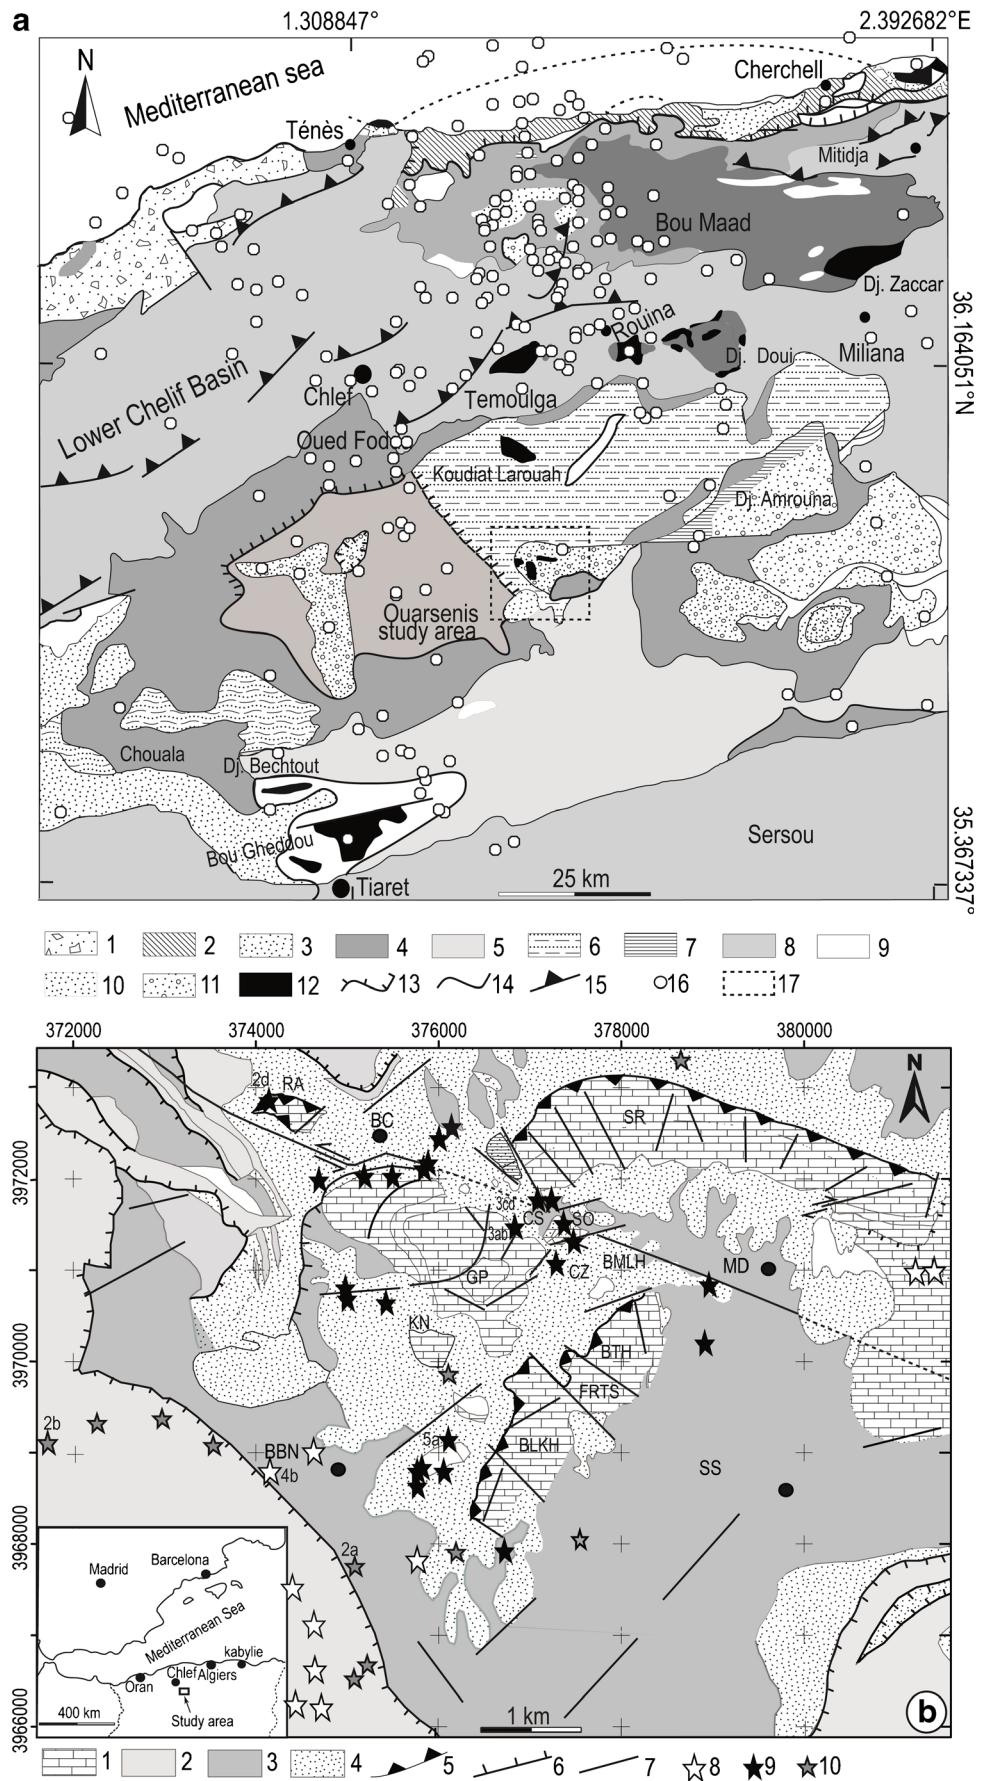 a
1.308847°
2.392682°E
N
Mediterranean sea
Cherchell
Ténès
Mitidja
Bou Maad
Dj. Zaccar
36.164051°N
Rouina
Dj. Doui
Miliana
Lower Chelif Basin
Chlef
Temoulga
Oued Fodda
Koudiat Larouah
Dj. Amrouna
Ouarsenis
study area
Chouala
Dj. Bechtout
Bou Gheddou
Sersou
35.367337°
25 km
Tiaret
1 2 3 4 5 6 7 8 9
10 11 12 13 14 15 16 17
372000 374000 376000 378000 380000
N
2d RA
BC
SR
3972000
3cd
CS SO
3ab
CZ BMLH MD
GP
KN
3970000
BTH
FRTS
2b
5a
BBN
BLKH
4b
SS
3968000
2a
Madrid
Barcelona
Mediterranean Sea
kabylie
Oran
Chlef Algiers
400 km
Study area
3966000
1 km
b
1 2 3 4 5 6 7 8 9 10